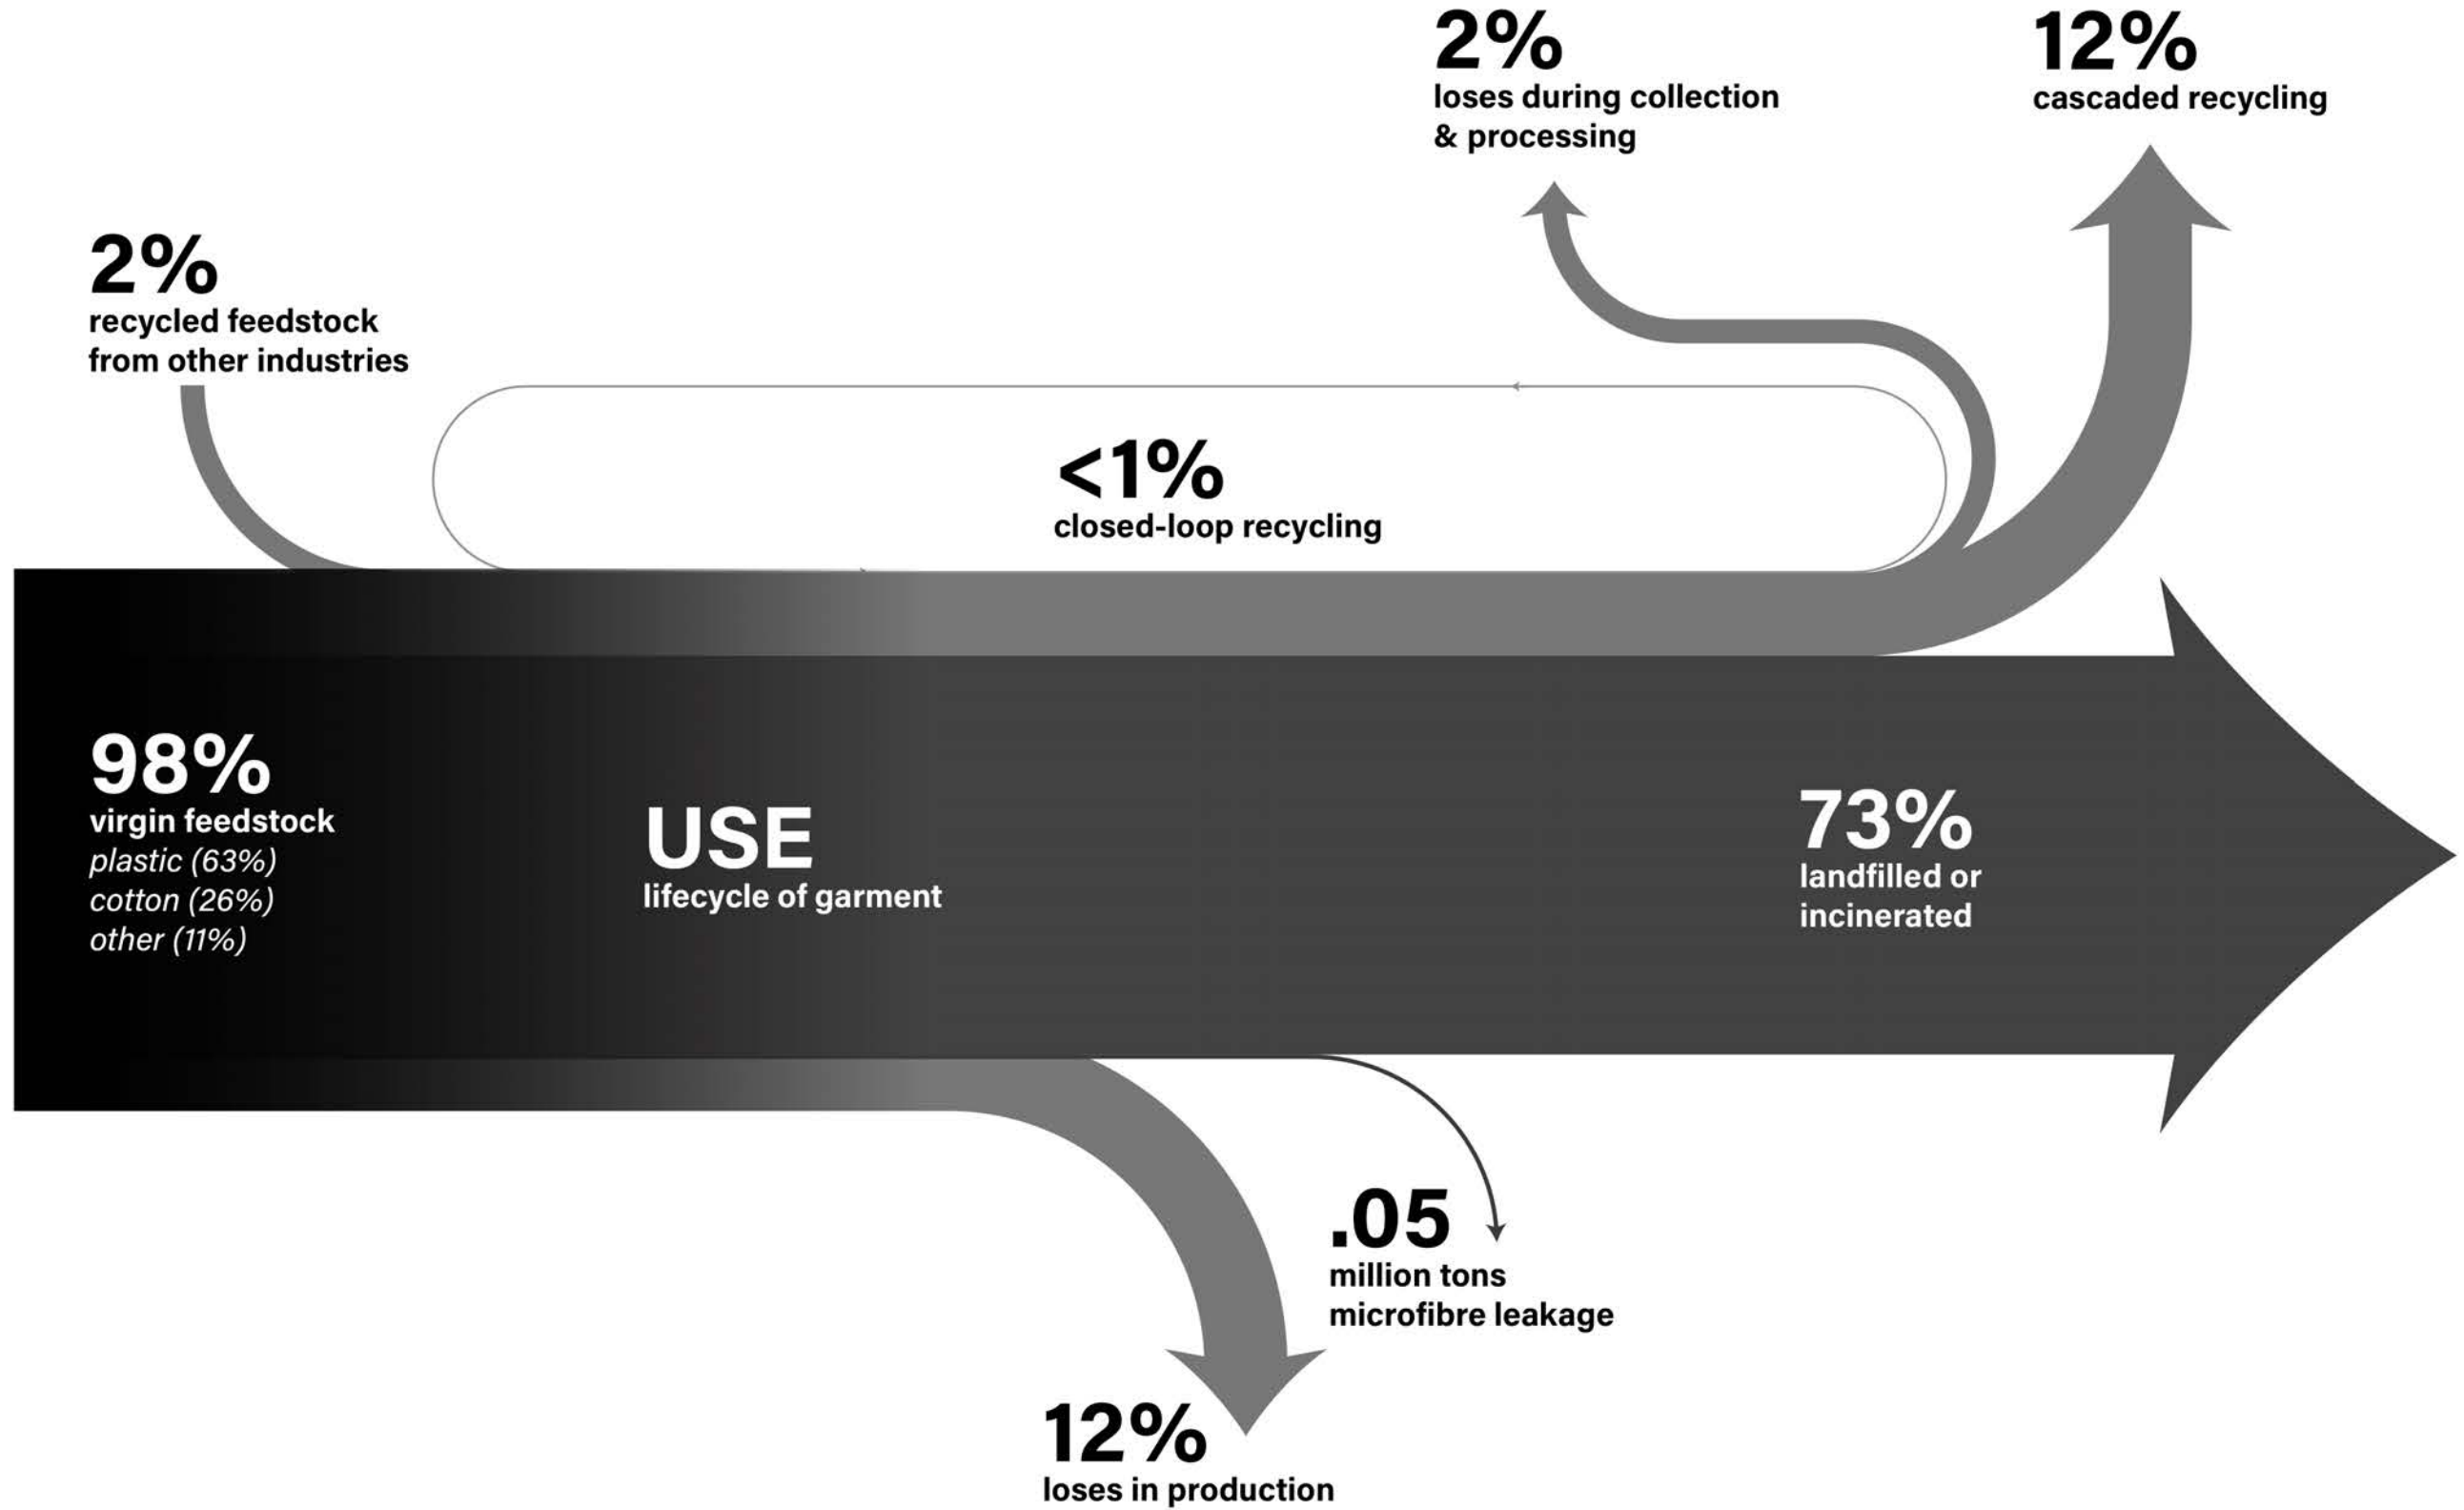 2%
loses during collection
& processing
12%
cascaded recycling
2%
recycled feedstock
from other industries
<1%
closed-loop recycling
98%
virgin feedstock
plastic (63%)
cotton (26%)
other (11%)
USE
lifecycle of garment
73%
landfilled or
incinerated
.05
million tons
microfibre leakage
12%
loses in production